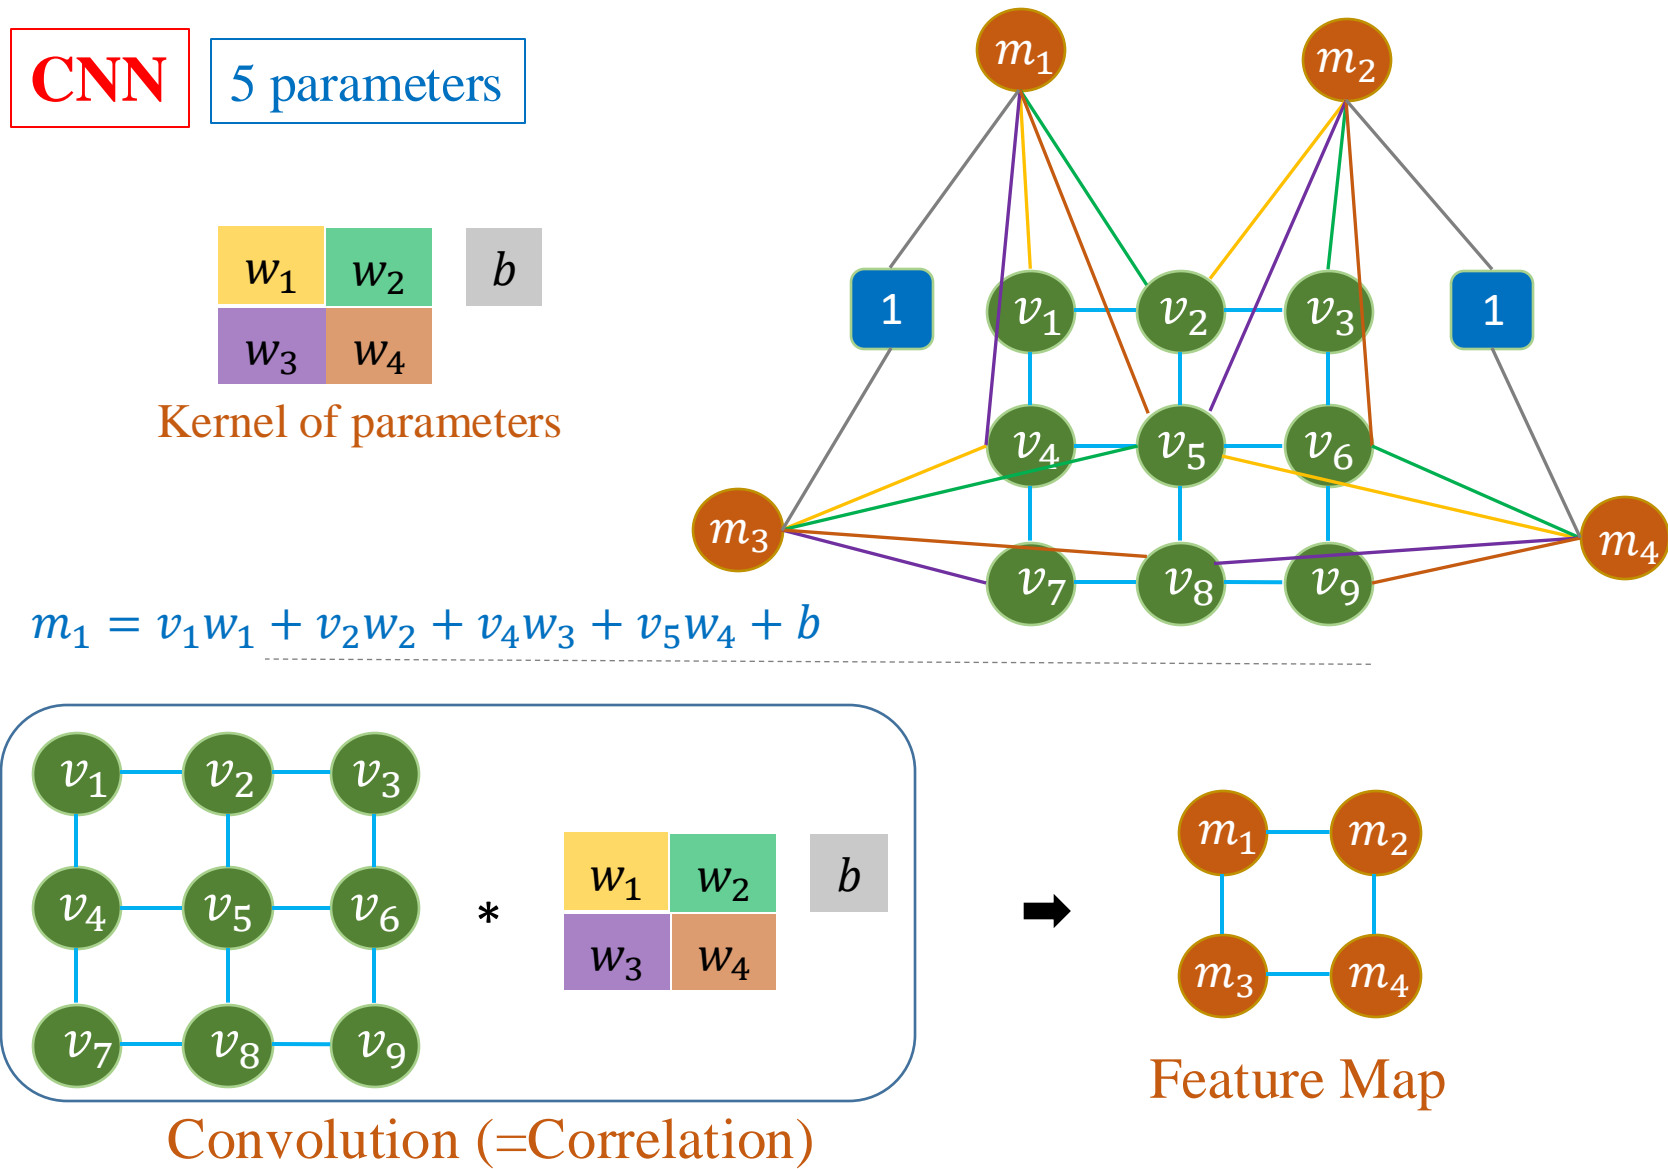 CNN
5 parameters
m₁ m₂
w₁ w₂ b
w₃ w₄
Kernel of parameters
1 v₁ v₂ v₃ 1
v₄ v₅ v₆
m₃ m₄
v₇ v₈ v₉
m₁ = v₁w₁ + v₂w₂ + v₄w₃ + v₅w₄ + b
v₁ v₂ v₃
v₄ v₅ v₆
v₇ v₈ v₉
*
w₁ w₂ b
w₃ w₄
Convolution (=Correlation)
m₁ m₂
m₃ m₄
Feature Map